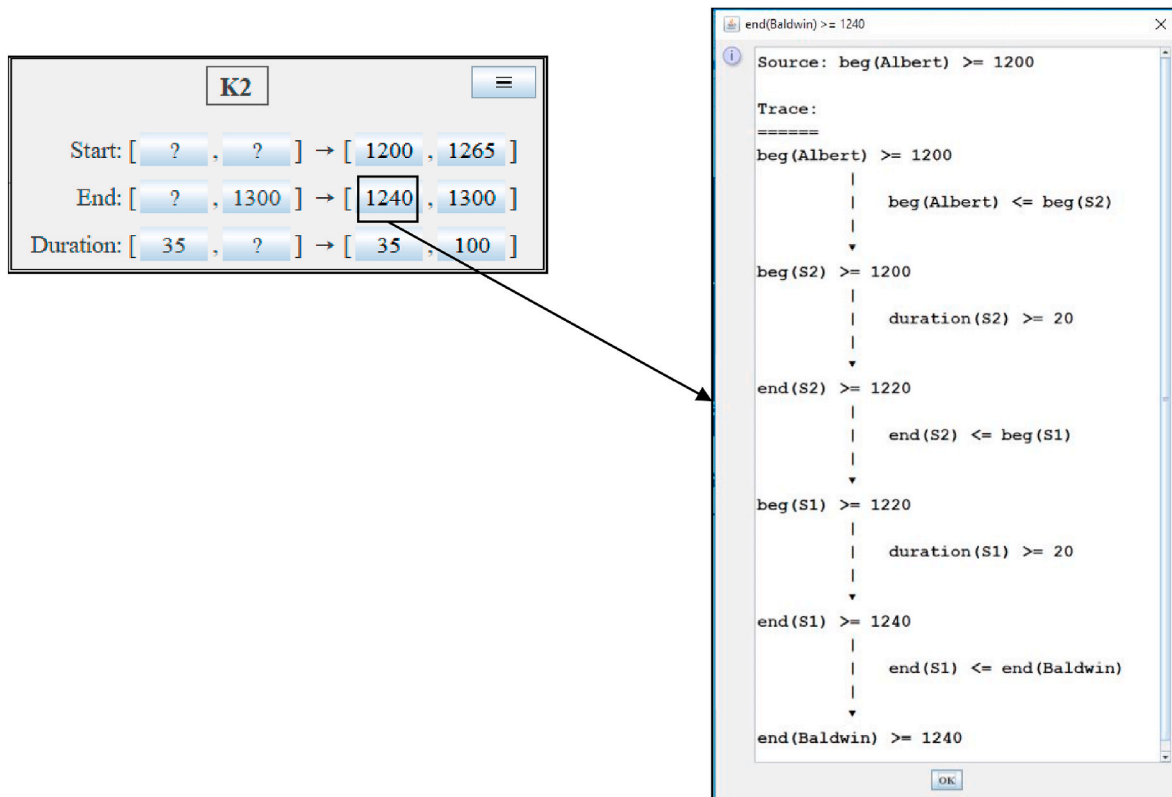 K2
≡
Start: [ ? , ? ] → [ 1200 , 1265 ]
End: [ ? , 1300 ] → [ 1240 , 1300 ]
Duration: [ 35 , ? ] → [ 35 , 100 ]
end(Baldwin) >= 1240
Source: beg(Albert) >= 1200
Trace:
======
beg(Albert) >= 1200
beg(Albert) <= beg(S2)
beg(S2) >= 1200
duration(S2) >= 20
end(S2) >= 1220
end(S2) <= beg(S1)
beg(S1) >= 1220
duration(S1) >= 20
end(S1) >= 1240
end(S1) <= end(Baldwin)
end(Baldwin) >= 1240
OK